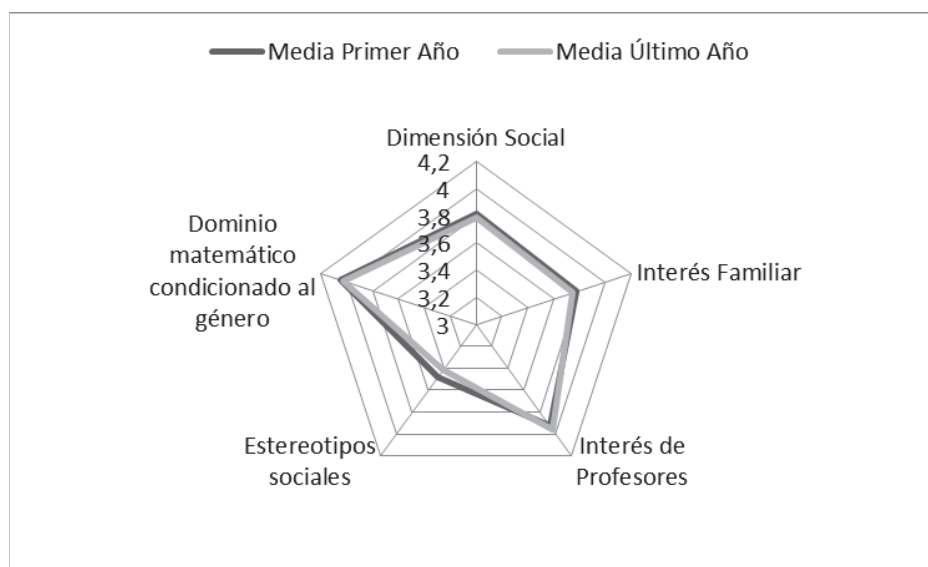 Media Primer Año
Media Último Año
Dimensión Social
4,2
4
3,8
3,6
3,4
3,2
3
Dominio
matemático
condicionado al
género
Interés Familiar
Estereotipos
sociales
Interés de
Profesores